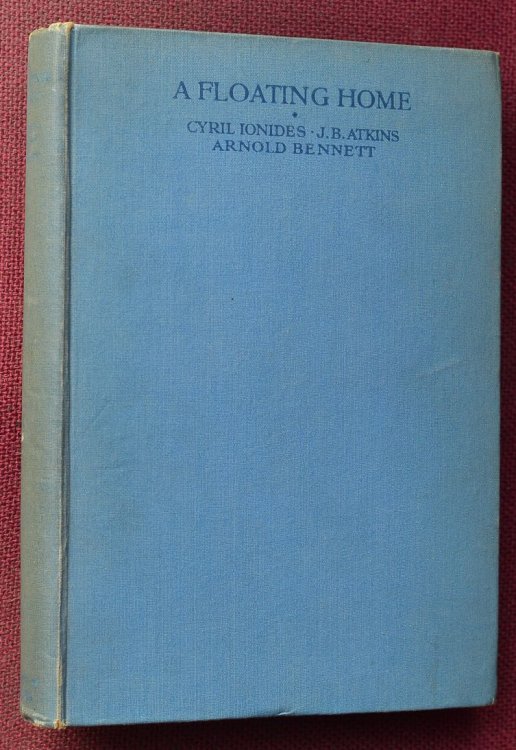 A FLOATING HOME
CYRIL IONIDES · J. B. ATKINS
ARNOLD BENNETT